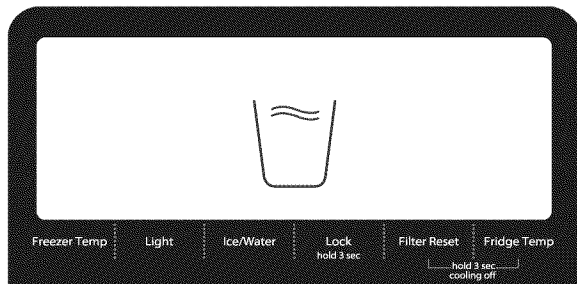 Freezer Temp Light Ice/Water Lock Filter Reset Fridge Temp
hold 3 sec
hold 3 sec
cooling off